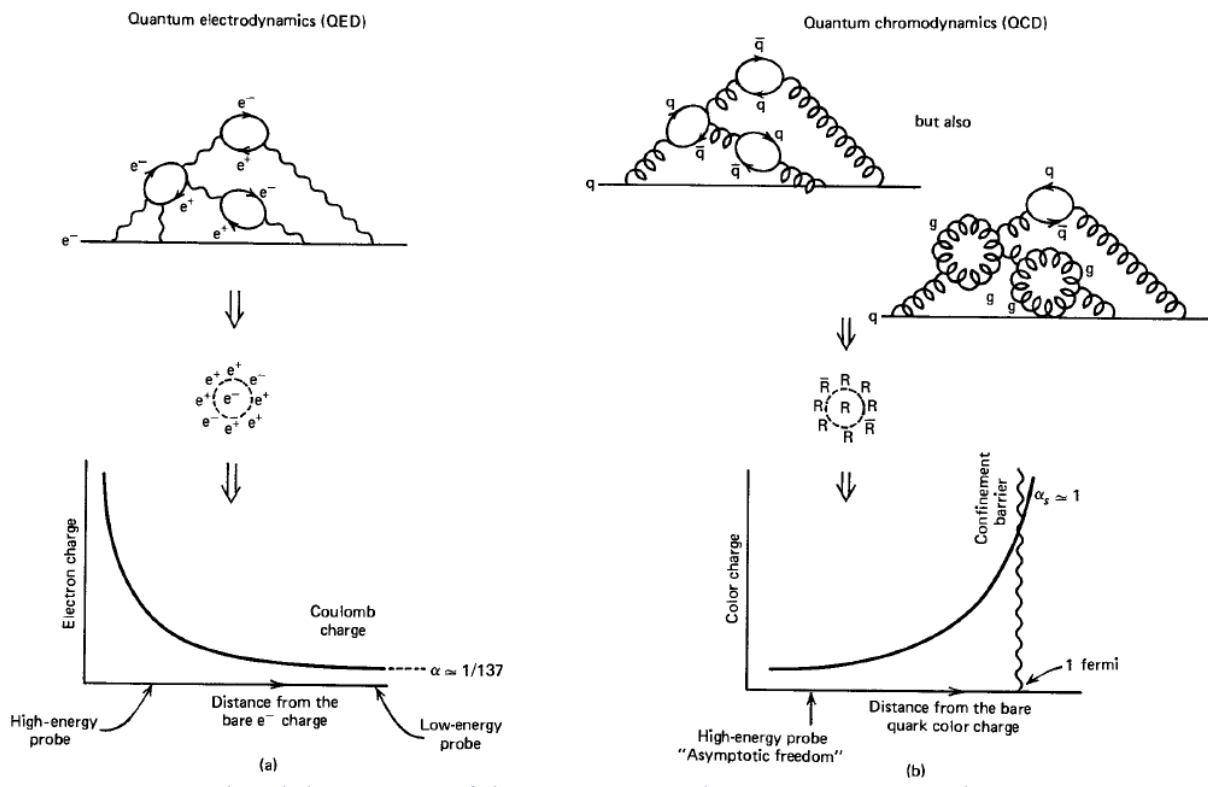 Quantum electrodynamics (QED)
e⁻
e⁺
e⁻
e⁺
e⁻
e⁺
e⁻
e⁺ e⁺ e⁻
e⁺ e⁻ e⁺
e⁻ e⁺ e⁺
Electron charge
Coulomb
charge
α ≃ 1/137
Distance from the
bare e⁻ charge
High-energy
probe
Low-energy
probe
(a)
Quantum chromodynamics (QCD)
q̄
q
q
q̄
q
q̄
q
but also
q
q̄
g
g
g
g
q
R̄ R R
R R R
R R R̄
Color charge
Confinement
barrier
αₛ ≃ 1
1 fermi
Distance from the bare
quark color charge
High-energy probe
"Asymptotic freedom"
(b)